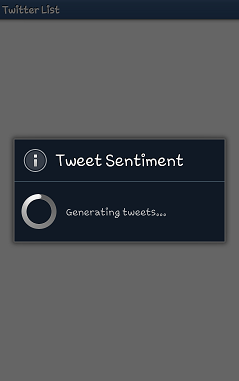 Twitter List
Tweet Sentiment
Generating tweets...